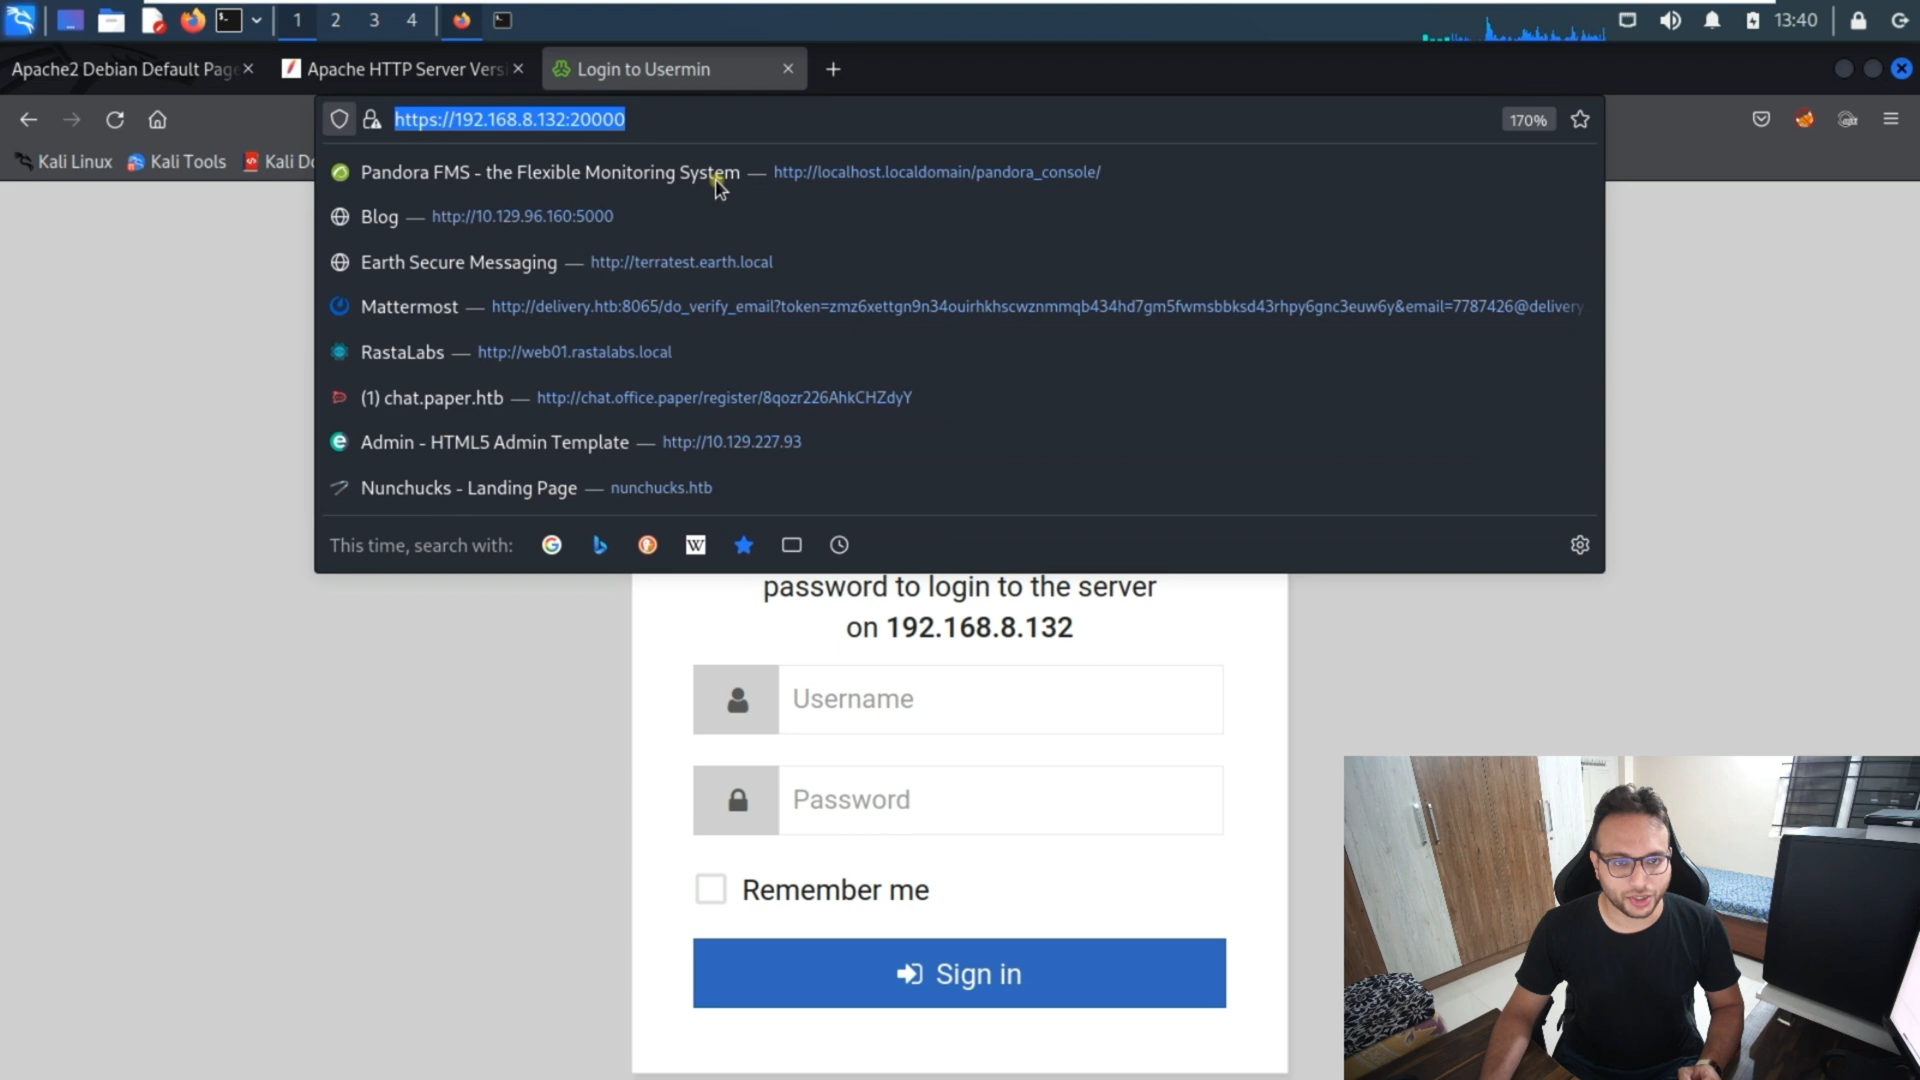 1 2 3 4 13:40
Apache2 Debian Default Pag
Apache HTTP Server Vers
Login to Usermin
https://192.168.8.132:20000
170%
Kali Linux
Kali Tools
Kali Do
Pandora FMS - the Flexible Monitoring System — http://localhost.localdomain/pandora_console/
Blog — http://10.129.96.160:5000
Earth Secure Messaging — http://terratest.earth.local
Mattermost — http://delivery.htb:8065/do_verify_email?token=zmz6xettgn9n34ouirhkhscwznmmqb434hd7gm5fwmsbbksd43rhpy6gnc3euw6y&email=7787426@delivery
RastaLabs — http://web01.rastalabs.local
(1) chat.paper.htb — http://chat.office.paper/register/8qozr226AhkCHZdyY
Admin - HTML5 Admin Template — http://10.129.227.93
Nunchucks - Landing Page — nunchucks.htb
This time, search with:
password to login to the server
on 192.168.8.132
Username
Password
Remember me
Sign in